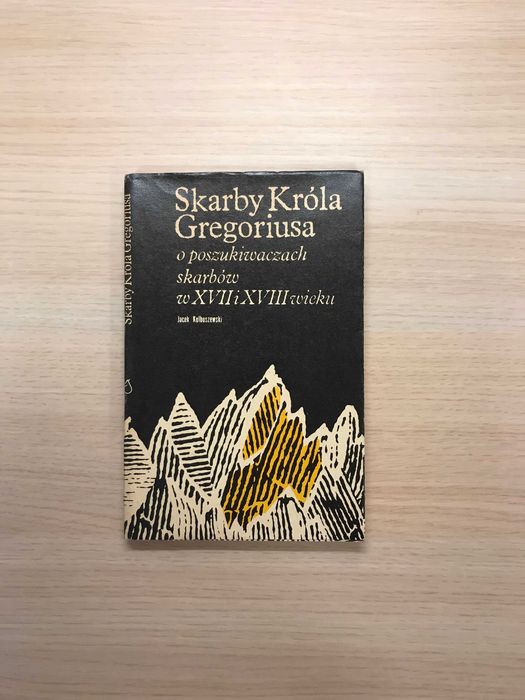 Skarby Króla
Gregoriusa
o poszukiwaczach
skarbów
w XVII i XVIII wieku
Jacek Kolbuszewski
Skarby Króla Gregoriusa